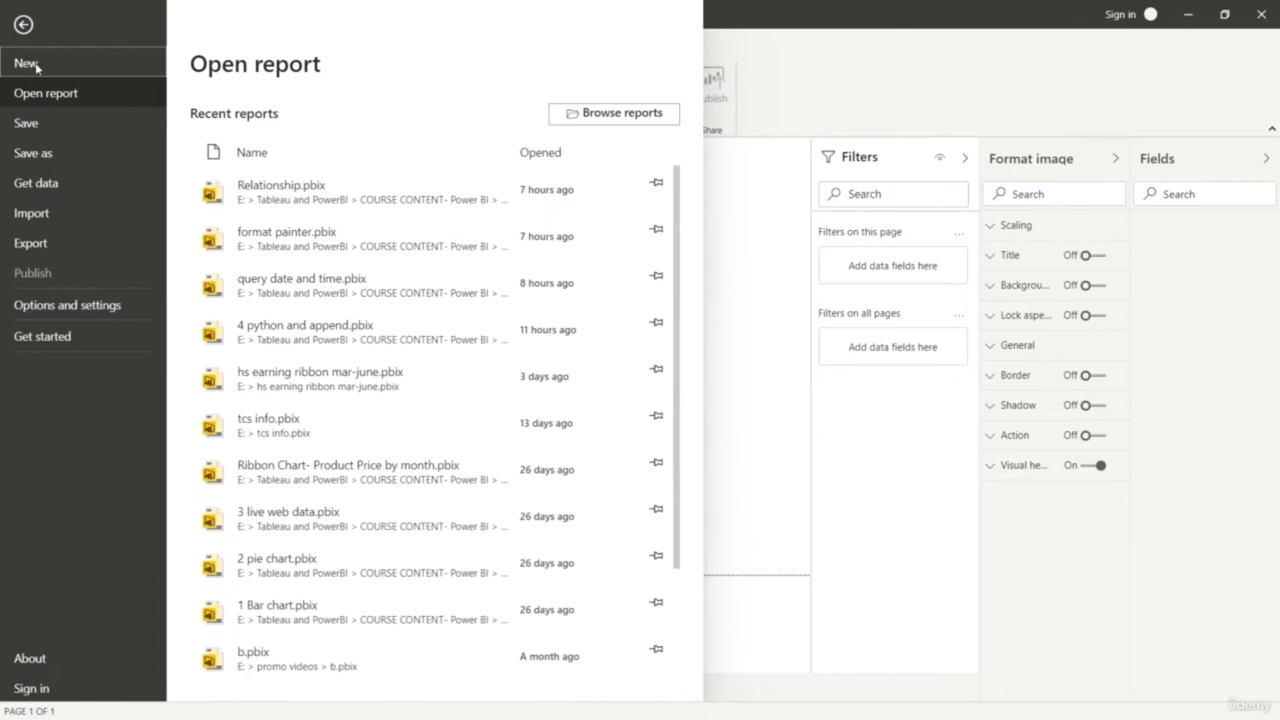 Sign in
New
Open report
Save
Save as
Get data
Import
Export
Publish
Options and settings
Get started
About
Sign in
Open report
Recent reports
Browse reports
Name Opened
Relationship.pbix
E: > Tableau and PowerBI > COURSE CONTENT- Power BI > ...
7 hours ago
format painter.pbix
E: > Tableau and PowerBI > COURSE CONTENT- Power BI > ...
7 hours ago
query date and time.pbix
E: > Tableau and PowerBI > COURSE CONTENT- Power BI > ...
8 hours ago
4 python and append.pbix
E: > Tableau and PowerBI > COURSE CONTENT- Power BI > ...
11 hours ago
hs earning ribbon mar-june.pbix
E: > hs earning ribbon mar-june.pbix
3 days ago
tcs info.pbix
E: > tcs info.pbix
13 days ago
Ribbon Chart- Product Price by month.pbix
E: > Tableau and PowerBI > COURSE CONTENT- Power BI > ...
26 days ago
3 live web data.pbix
E: > Tableau and PowerBI > COURSE CONTENT- Power BI > ...
26 days ago
2 pie chart.pbix
E: > Tableau and PowerBI > COURSE CONTENT- Power BI > ...
26 days ago
1 Bar chart.pbix
E: > Tableau and PowerBI > COURSE CONTENT- Power BI > ...
26 days ago
b.pbix
E: > promo videos > b.pbix
A month ago
ublish
Share
Filters
Search
Filters on this page ...
Add data fields here
Filters on all pages ...
Add data fields here
Format image
Search
Scaling
Title Off
Backgrou... Off
Lock aspe... Off
General
Border Off
Shadow Off
Action Off
Visual he... On
Fields
Search
PAGE 1 OF 1
udemy